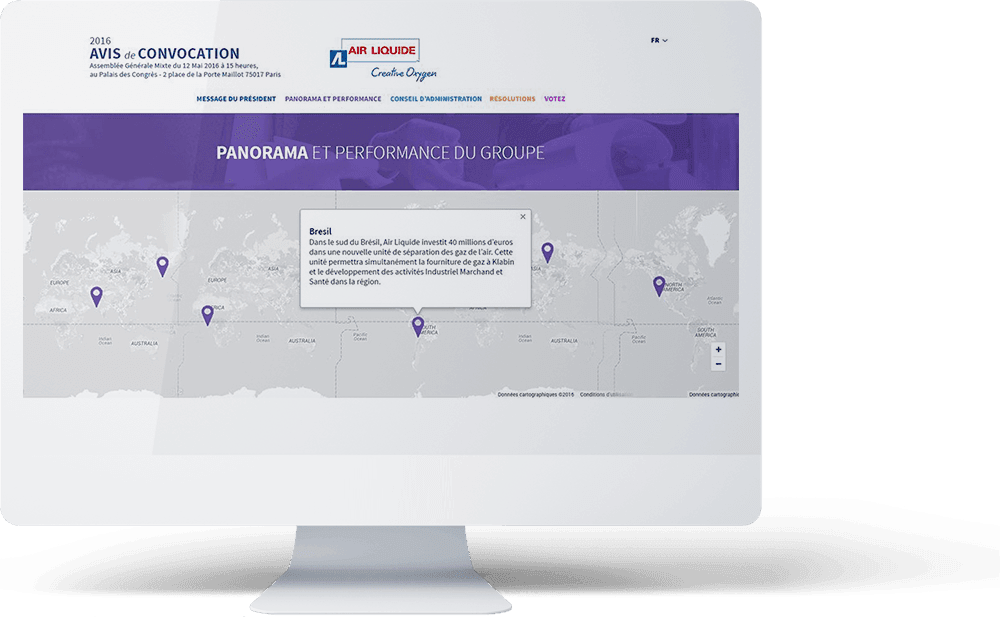 2016
AVIS de CONVOCATION
Assemblée Générale Mixte du 12 Mai 2016 à 15 heures,
au Palais des Congrès - 2 place de la Porte Maillot 75017 Paris
AIR LIQUIDE
Creative Oxygen
FR
MESSAGE DU PRÉSIDENT PANORAMA ET PERFORMANCE CONSEIL D'ADMINISTRATION RÉSOLUTIONS VOTEZ
PANORAMA ET PERFORMANCE DU GROUPE
×
Bresil
Dans le sud du Brésil, Air Liquide investit 40 millions d'euros
dans une nouvelle unité de séparation des gaz de l'air. Cette
unité permettra simultanément la fourniture de gaz à Klabin
et le développement des activités Industriel Marchand et
Santé dans la région.
ASIA
ASIA
EUROPE
EUROPE
NORTH
AMERICA
Atlantic
Ocean
AFRICA
SOUTH
AMERICA
SOUTH
AMERICA
Indian
Ocean
AUSTRALIA
Indian
Ocean
AUSTRALIA
Pacific
Ocean
Indian
Ocean
AUSTRALIA
Pacific
Ocean
+
−
Données cartographiques ©2016 Conditions d'utilisation
Données cartographi